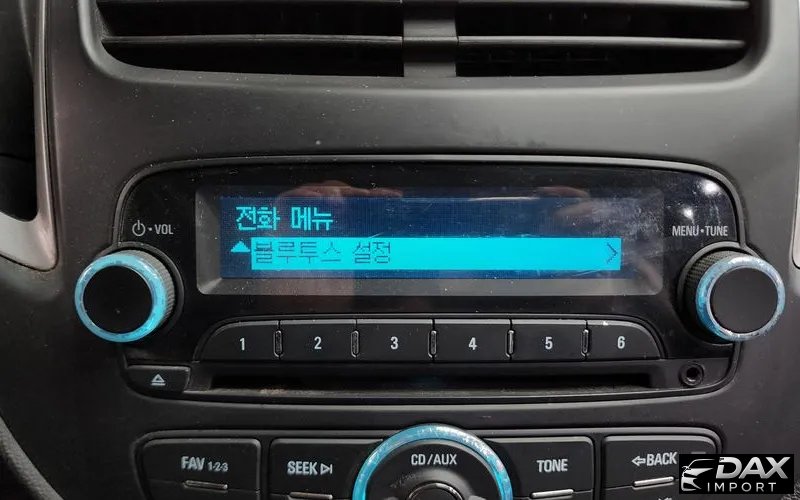 전화 메뉴
블루투스 설정
VOL
MENU·TUNE
1 2 3 4 5 6
FAV 1-2-3
SEEK
CD/AUX
TONE
BACK
DAX
IMPORT